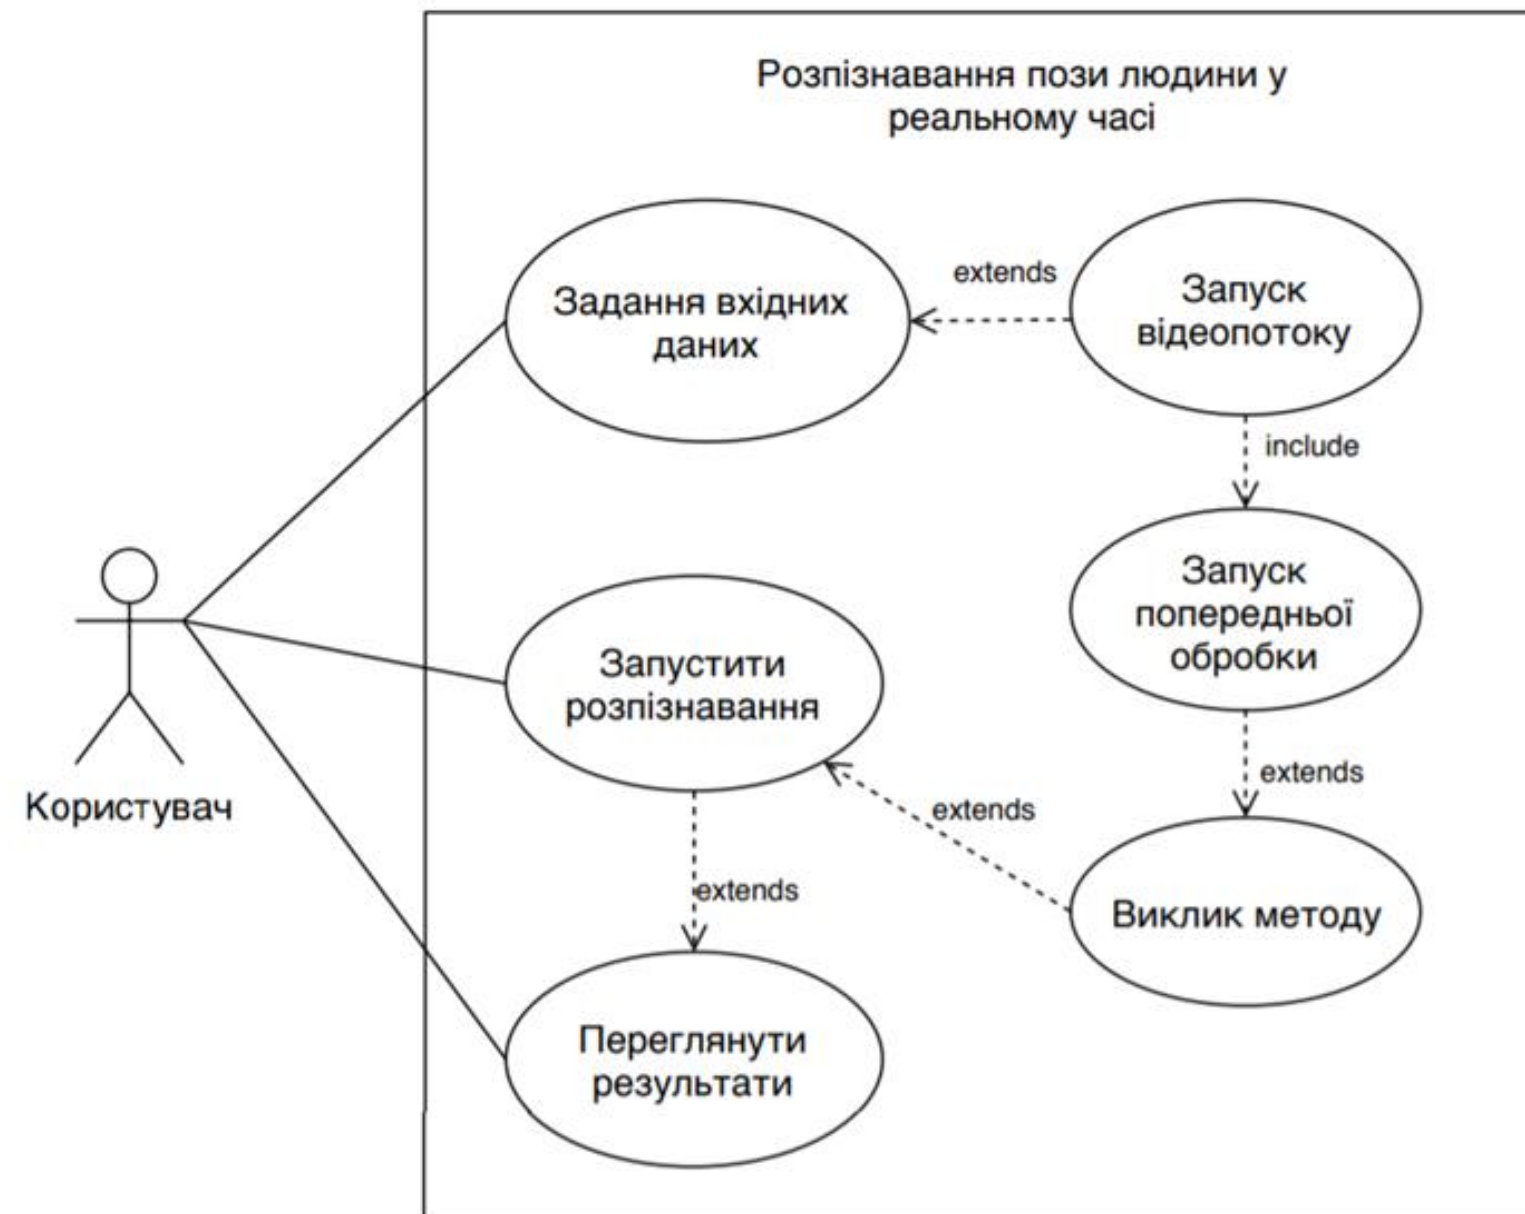 Розпізнавання пози людини у
реальному часі
Задання вхідних
даних
extends
Запуск
відеопотоку
include
Запуск
попередньої
обробки
Запустити
розпізнавання
extends
extends
Користувач
extends
Виклик методу
Переглянути
результати